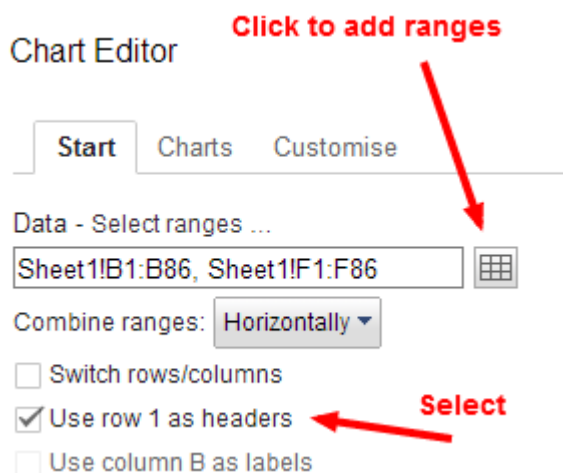 Click to add ranges
Chart Editor
Start Charts Customise
Data - Select ranges ...
Sheet1!B1:B86, Sheet1!F1:F86
Combine ranges: Horizontally
Switch rows/columns
Use row 1 as headers
Select
Use column B as labels